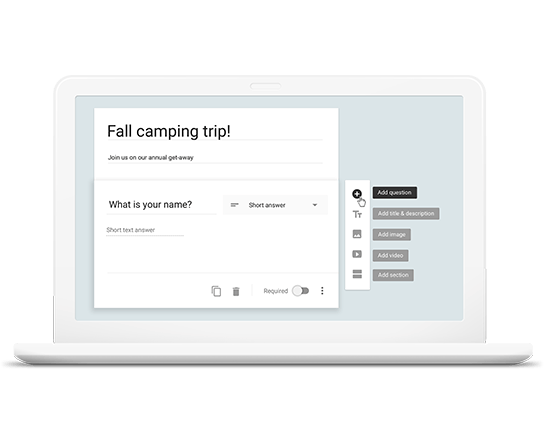 Fall camping trip!
Join us on our annual get-away
What is your name?
Short answer
Short text answer
Required
Add question
Tт Add title & description
Add image
Add video
Add section